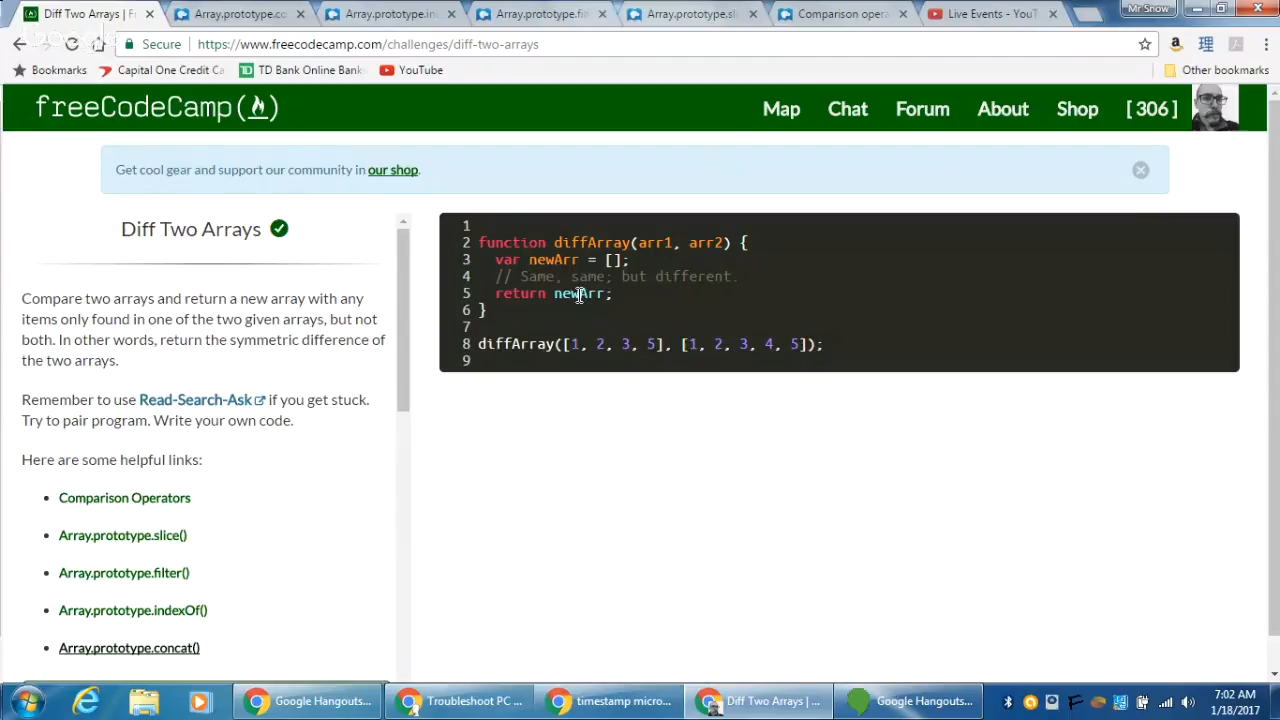 Diff Two Arrays | F
Array.prototype.co
Array.prototype.ind
Array.prototype.fil
Array.prototype.s
Comparison opera
Live Events - YouT
Mr Snow
Secure
https://www.freecodecamp.com/challenges/diff-two-arrays
Bookmarks
Capital One Credit Ca
TD Bank Online Bank
YouTube
Other bookmarks
freeCodeCamp
Map
Chat
Forum
About
Shop
[ 306 ]
Get cool gear and support our community in our shop.
Diff Two Arrays
Compare two arrays and return a new array with any
items only found in one of the two given arrays, but not
both. In other words, return the symmetric difference of
the two arrays.
Remember to use Read-Search-Ask if you get stuck.
Try to pair program. Write your own code.
Here are some helpful links:
Comparison Operators
Array.prototype.slice()
Array.prototype.filter()
Array.prototype.indexOf()
Array.prototype.concat()
1
2 function diffArray(arr1, arr2) {
3 var newArr = [];
4 // Same, same; but different.
5 return newArr;
6 }
7
8 diffArray([1, 2, 3, 5], [1, 2, 3, 4, 5]);
9
Google Hangouts...
Troubleshoot PC ...
timestamp micro...
Diff Two Arrays | ...
Google Hangouts...
7:02 AM
1/18/2017